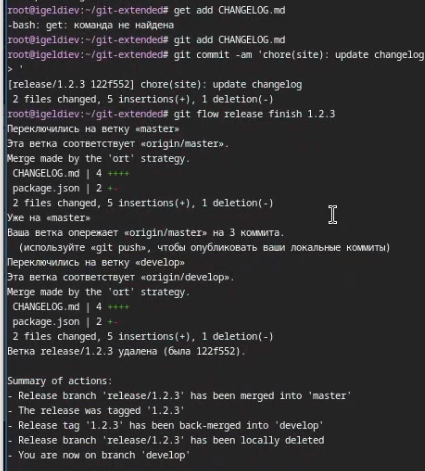 root@igeldiev:~/git-extended# get add CHANGELOG.md
-bash: get: команда не найдена
root@igeldiev:~/git-extended# git add CHANGELOG.md
root@igeldiev:~/git-extended# git commit -am 'chore(site): update changelog
> '
[release/1.2.3 122f552] chore(site): update changelog
 2 files changed, 5 insertions(+), 1 deletion(-)
root@igeldiev:~/git-extended# git flow release finish 1.2.3
Переключились на ветку «master»
Эта ветка соответствует «origin/master».
Merge made by the 'ort' strategy.
 CHANGELOG.md | 4 ++++
 package.json | 2 +-
 2 files changed, 5 insertions(+), 1 deletion(-)
Уже на «master»
Ваша ветка опережает «origin/master» на 3 коммита.
  (используйте «git push», чтобы опубликовать ваши локальные коммиты)
Переключились на ветку «develop»
Эта ветка соответствует «origin/develop».
Merge made by the 'ort' strategy.
 CHANGELOG.md | 4 ++++
 package.json | 2 +-
 2 files changed, 5 insertions(+), 1 deletion(-)
Ветка release/1.2.3 удалена (была 122f552).

Summary of actions:
- Release branch 'release/1.2.3' has been merged into 'master'
- The release was tagged '1.2.3'
- Release tag '1.2.3' has been back-merged into 'develop'
- Release branch 'release/1.2.3' has been locally deleted
- You are now on branch 'develop'